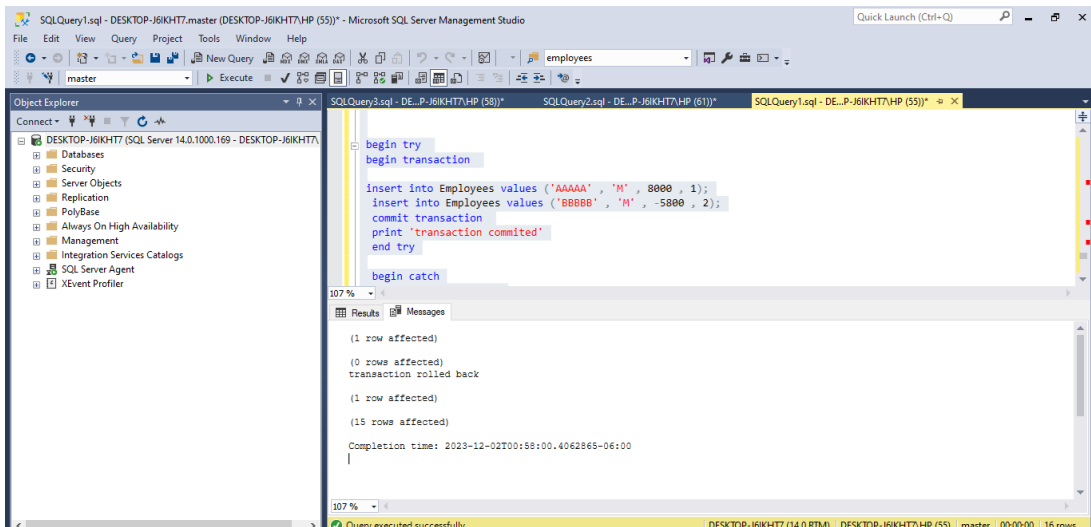 SQLQuery1.sql - DESKTOP-J6IKHT7.master (DESKTOP-J6IKHT7\HP (55))* - Microsoft SQL Server Management Studio
Quick Launch (Ctrl+Q)
File Edit View Query Project Tools Window Help
New Query
employees
master
Execute
Object Explorer
SQLQuery3.sql - DE...P-J6IKHT7\HP (58))*
SQLQuery2.sql - DE...P-J6IKHT7\HP (61))*
SQLQuery1.sql - DE...P-J6IKHT7\HP (55))*
Connect
DESKTOP-J6IKHT7 (SQL Server 14.0.1000.169 - DESKTOP-J6IKHT7\
Databases
Security
Server Objects
Replication
PolyBase
Always On High Availability
Management
Integration Services Catalogs
SQL Server Agent
XEvent Profiler
begin try
begin transaction
insert into Employees values ('AAAAA' , 'M' , 8000 , 1);
insert into Employees values ('BBBBB' , 'M' , -5800 , 2);
commit transaction
print 'transaction commited'
end try
begin catch
107 %
Results Messages
(1 row affected)
(0 rows affected)
transaction rolled back
(1 row affected)
(15 rows affected)
Completion time: 2023-12-02T00:58:00.4062865-06:00
107 %
Query executed successfully.
DESKTOP-J6IKHT7 (14.0 RTM) DESKTOP-J6IKHT7\HP (55) master 00:00:00 16 rows